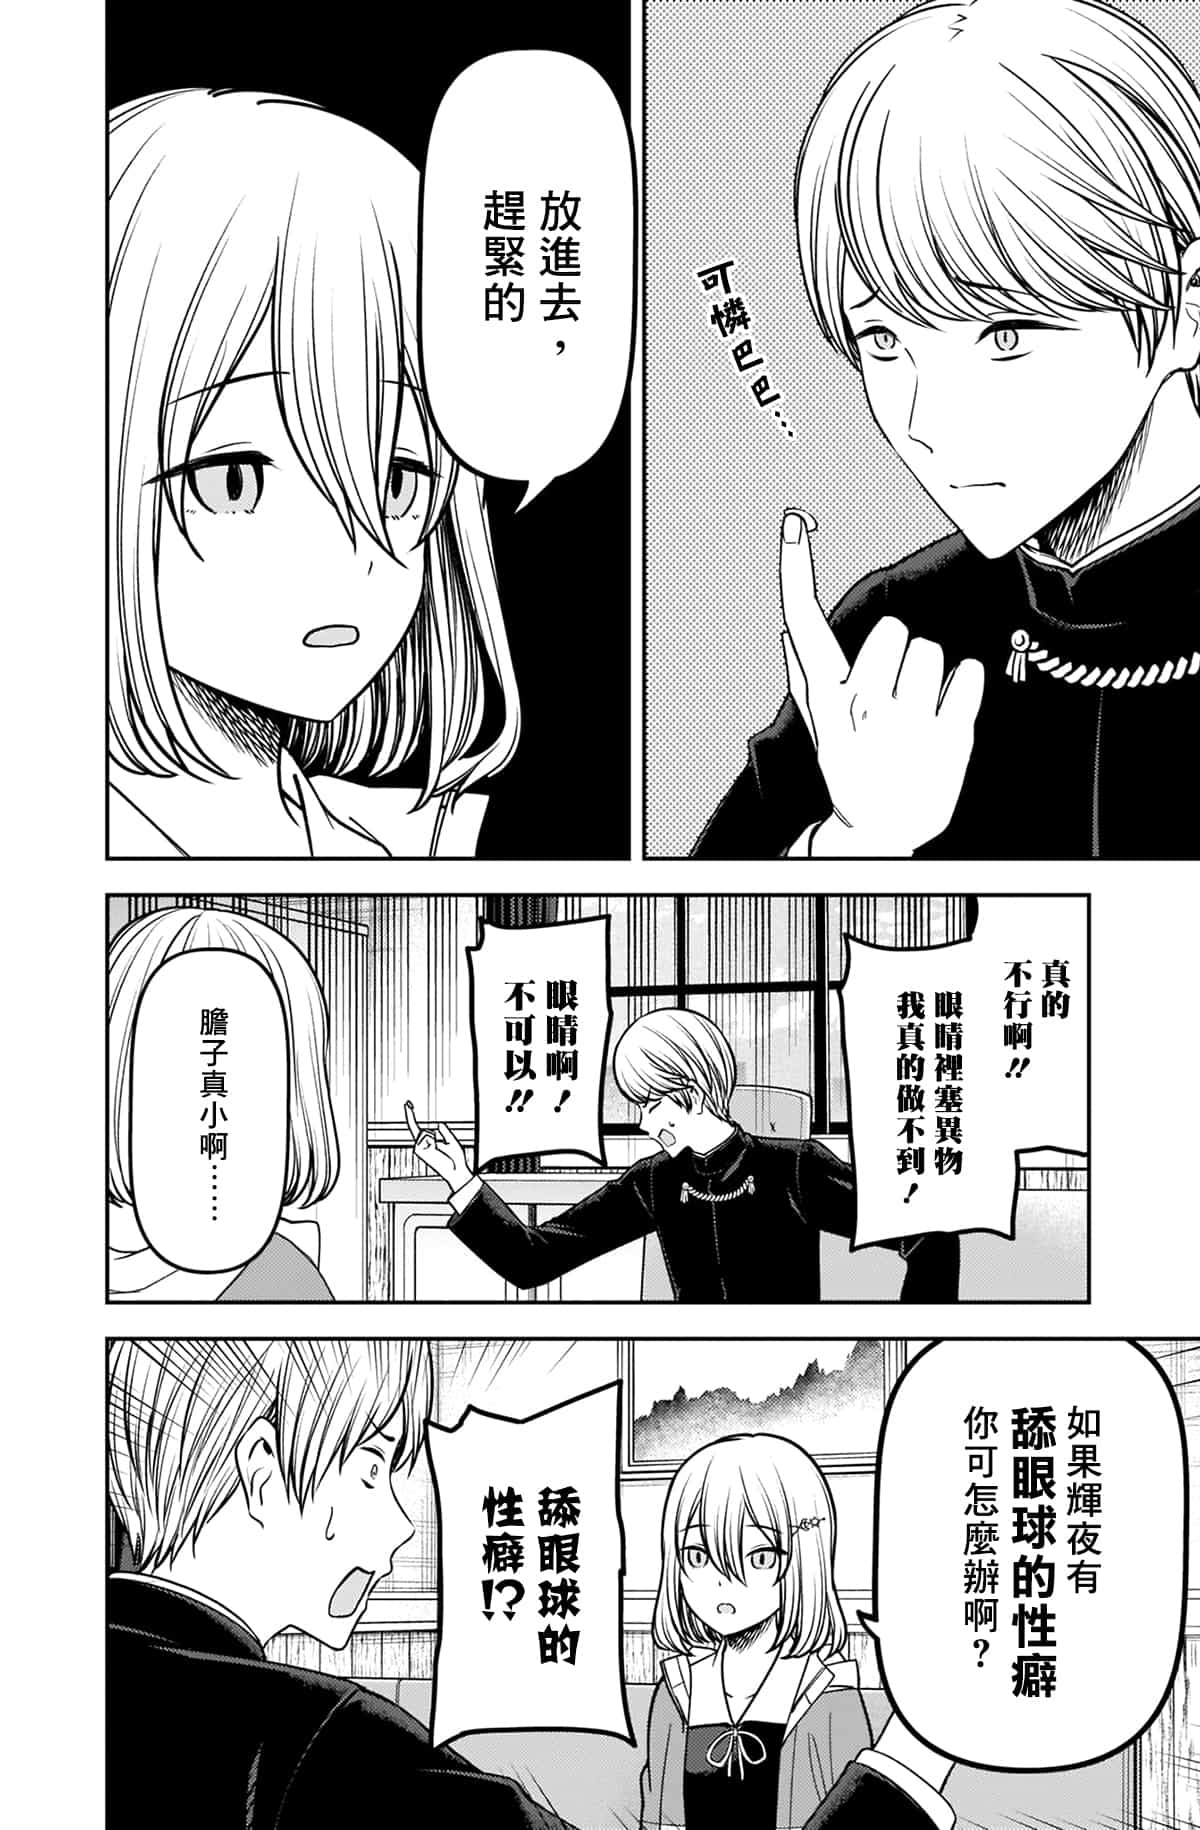 可憐巴巴…
放進去，
趕緊的
真的
不行啊!!
眼睛裡塞異物
我真的做不到！
眼睛啊！
不可以!!
膽子真小啊……
如果輝夜有
舔眼球的性癖
你可怎麼辦啊？
舔眼球的
性癖!?